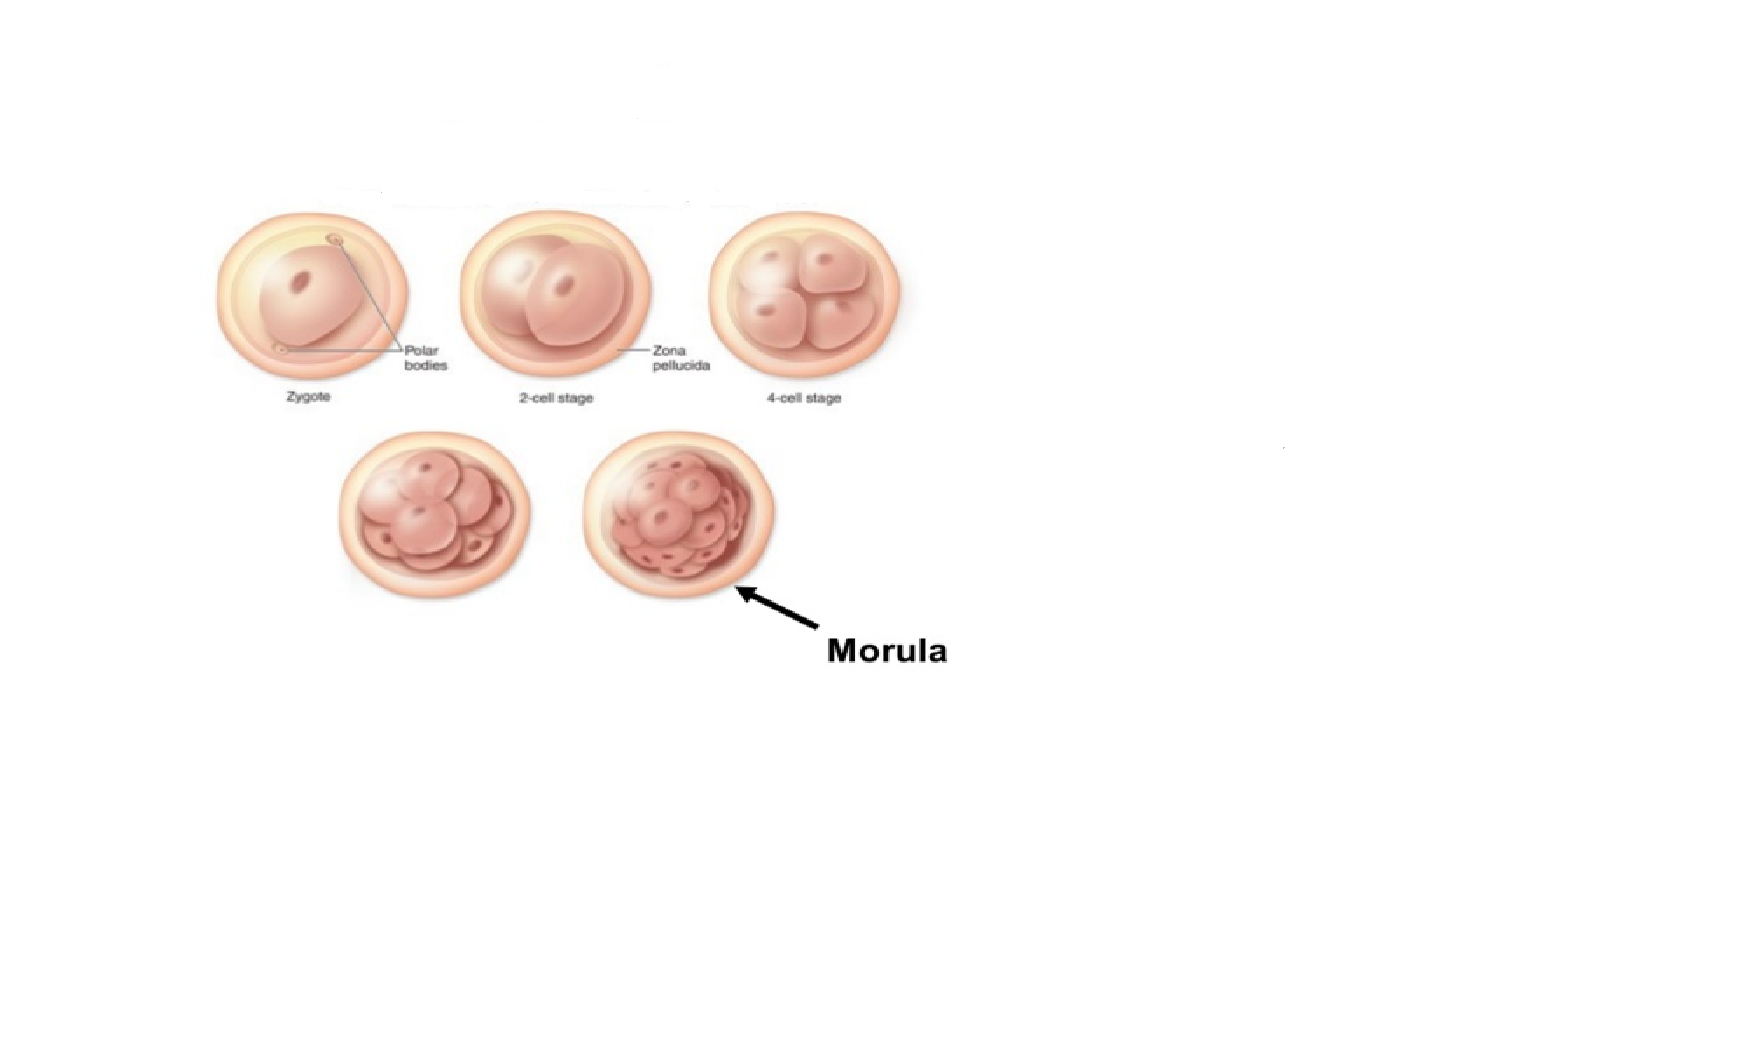 Polar
bodies
Zona
pellucida
Zygote
2-cell stage
4-cell stage
Morula